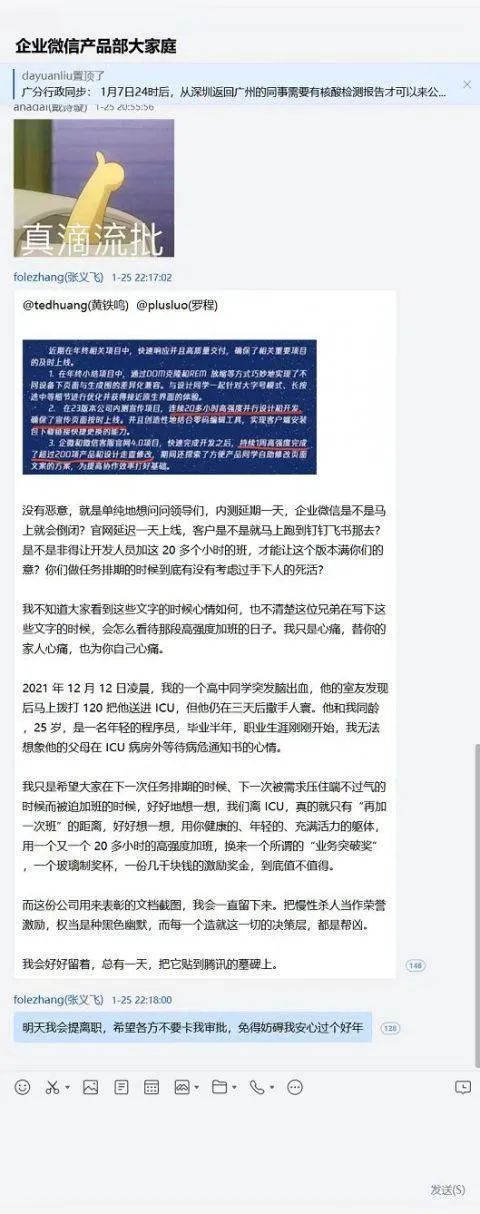 企业微信产品部大家庭
dayuanliu置顶了
广分行政同步： 1月7日24时后，从深圳返回广州的同事需要有核酸检测报告才可以来公...
anadai(戴诗璇) 1-25 20:55:56
真滴流批
folezhang(张义飞) 1-25 22:17:02
@tedhuang(黄铁鸣) @plusluo(罗程)
近期在年终相关项目中，快速响应并且高质量交付，确保了相关重要项目
的及时上线。
1. 在年终小结项目中，通过DOM克隆和REM 放缩等方式巧妙地实现了不
同设备下页面与生成图的差异化兼容。与设计同学一起针对大字号模式、长按
途中等细节进行优化并获得接近原生界面的体验。
2. 在23版本公司内测宣传项目，连续20多小时高强度并行设计和开发，
确保了宣传页面按时上线。并且创造性地结合零码编辑工具，实现客户端安装
包下载链接快捷更换的能力。
3. 企微和微信客服官网4.0项目，快速完成开发之后，持续1周高强度完成
了超过200项产品和设计走查修改，期间还探索了方便产品同学自助修改页面
文案的方案，为提高协作效率打好基础。
没有恶意，就是单纯地想问问领导们，内测延期一天，企业微信是不是马
上就会倒闭？官网延迟一天上线，客户是不是就马上跑到钉钉飞书那去？
是不是非得让开发人员加这 20 多个小时的班，才能让这个版本满你们的
意？你们做任务排期的时候到底有没有考虑过手下人的死活？
我不知道大家看到这些文字的时候心情如何，也不清楚这位兄弟在写下这
些文字的时候，会怎么看待那段高强度加班的日子。我只是心痛，替你的
家人心痛，也为你自己心痛。
2021 年 12 月 12 日凌晨，我的一个高中同学突发脑出血，他的室友发现
后马上拨打 120 把他送进 ICU，但他仍在三天后撒手人寰。他和我同龄
，25 岁，是一名年轻的程序员，毕业半年，职业生涯刚刚开始，我无法
想象他的父母在 ICU 病房外等待病危通知书的心情。
我只是希望大家在下一次任务排期的时候、下一次被需求压住喘不过气的
时候而被迫加班的时候，好好地想一想，我们离 ICU，真的就只有“再加
一次班”的距离，好好想一想，用你健康的、年轻的、充满活力的躯体，
用一个又一个 20 多小时的高强度加班，换来一个所谓的“业务突破奖”
，一个玻璃制奖杯，一份几千块钱的激励奖金，到底值不值得。
而这份公司用来表彰的文档截图，我会一直留下来。把慢性杀人当作荣誉
激励，权当是种黑色幽默，而每一个造就这一切的决策层，都是帮凶。
我会好好留着，总有一天，把它贴到腾讯的墓碑上。
146
folezhang(张义飞) 1-25 22:18:00
明天我会提离职，希望各方不要卡我审批，免得妨碍我安心过个好年
128
发送(S)